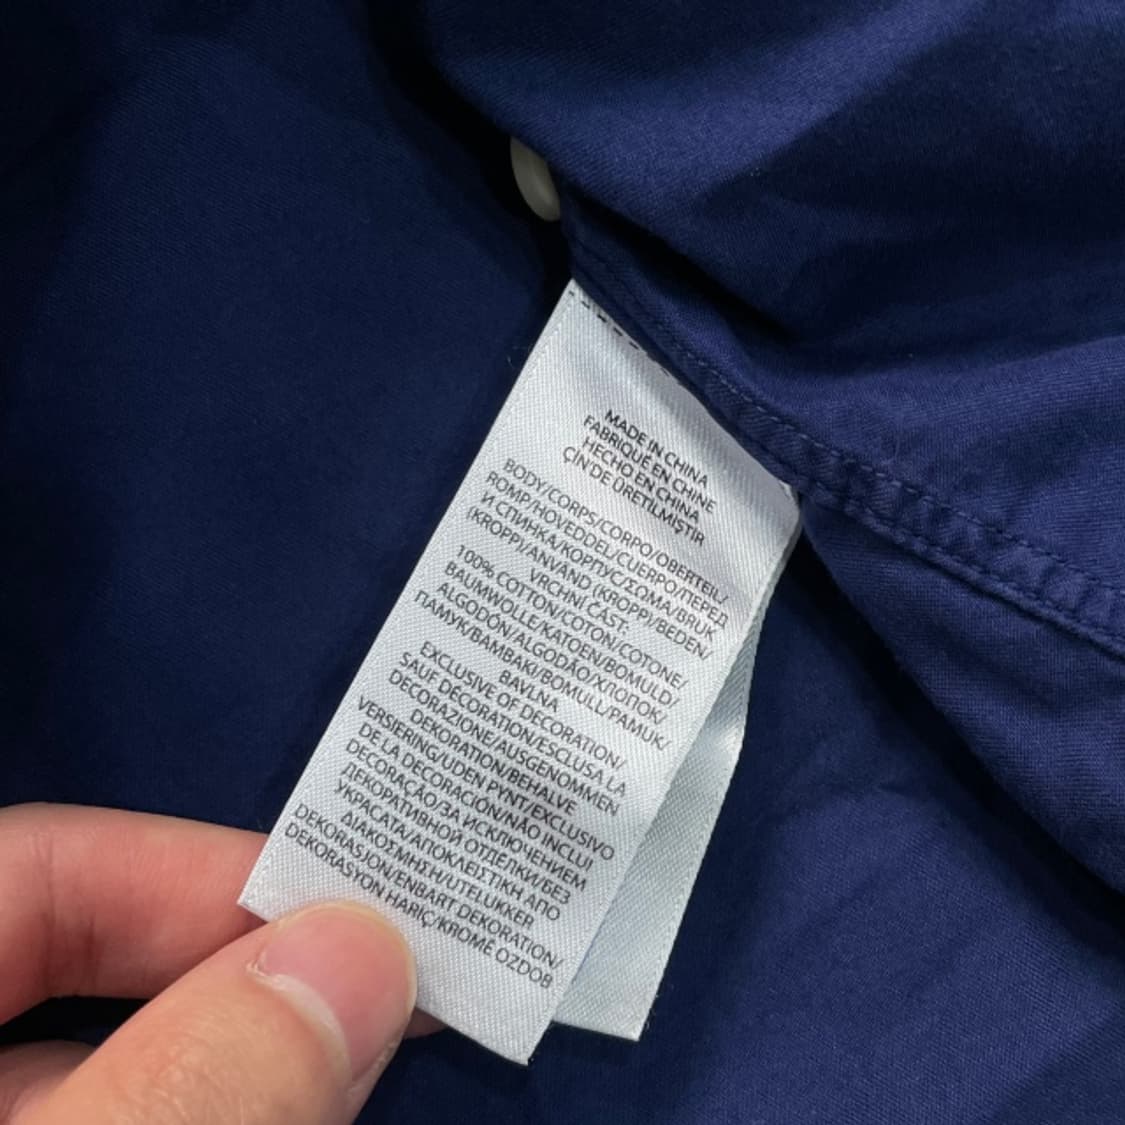 MADE IN CHINA
FABRIQUÉ EN CHINE
HECHO EN CHINA
ÇİN'DE ÜRETİLMİŞTİR
BODY/CORPS/CORPO/OBERTEIL/
ROMP/HOVEDDEL/CUERPO/ПЕРЕД
И СПИНКА/КОРПУС/ΣΩΜΑ/BRUK
(KROPP)/ANVÄND (KROPP)/BEDEN/
VRCHNÍ ČÁST:
100% COTTON/COTON/COTONE/
BAUMWOLLE/KATOEN/BOMULD/
ALGODÓN/ALGODÃO/ХЛОПОК/
ПАМУК/ΒΑΜΒΑΚΙ/BOMULL/PAMUK/
BAVLNA
EXCLUSIVE OF DECORATION/
SAUF DÉCORATION/ESCLUSA LA
DECORAZIONE/AUSGENOMMEN
DEKORATION/BEHALVE
VERSIERING/UDEN PYNT/EXCLUSIVO
DE LA DECORACIÓN/NÃO INCLUI
DECORAÇÃO/ЗА ИСКЛЮЧЕНИЕМ
ДЕКОРАТИВНОЙ ОТДЕЛКИ/БЕЗ
УКРАСАТА/ΑΠΟΚΛΕΙΣΤΙΚΗ ΑΠΟ
ΔΙΑΚΟΣΜΗΣΗ/UTELUKKER
DEKORASJON/ENBART DEKORATION/
DEKORASYON HARİÇ/KROMĚ OZDOB